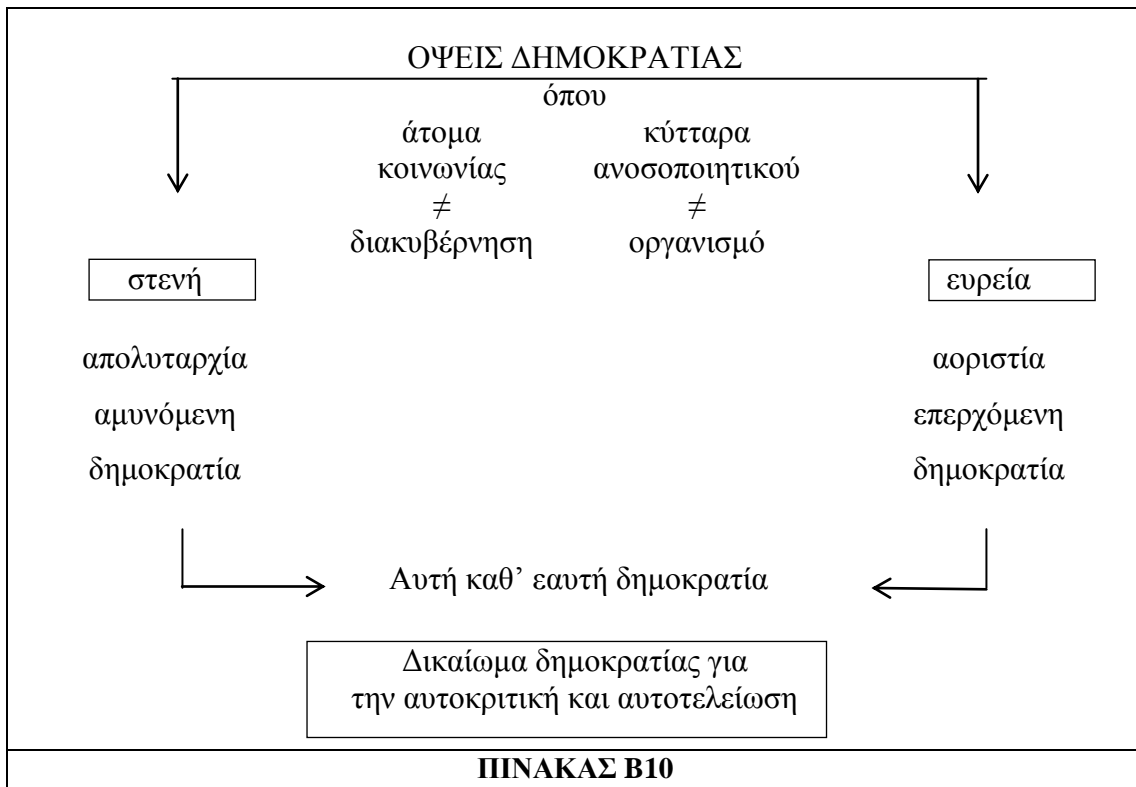 ΟΨΕΙΣ ΔΗΜΟΚΡΑΤΙΑΣ
όπου
άτομα κύτταρα
κοινωνίας ανοσοποιητικού
≠ ≠
διακυβέρνηση οργανισμό
στενή ευρεία
απολυταρχία αοριστία
αμυνόμενη επερχόμενη
δημοκρατία δημοκρατία
Αυτή καθ’ εαυτή δημοκρατία
Δικαίωμα δημοκρατίας για
την αυτοκριτική και αυτοτελείωση
ΠΙΝΑΚΑΣ Β10